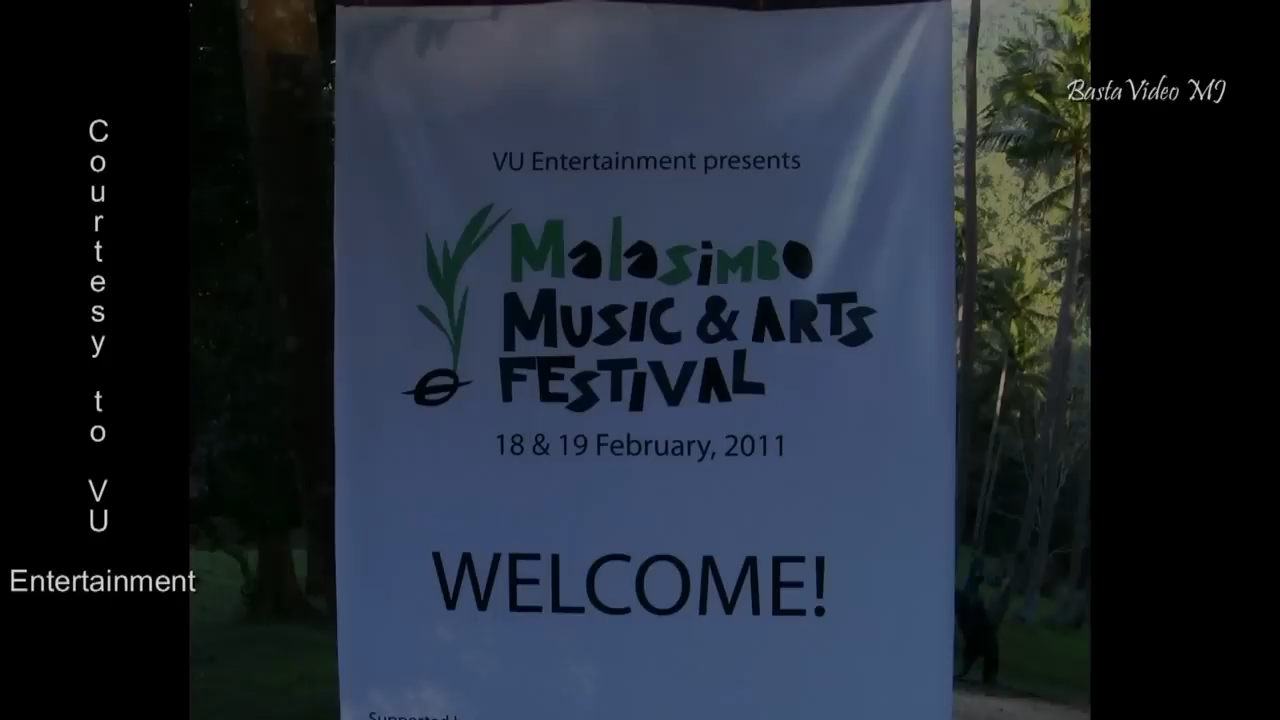 Courtesy to VU
Entertainment
Basta Video MJ
VU Entertainment presents
Malasimbo
MUSIC & ARTS
FESTIVAL
18 & 19 February, 2011
WELCOME!
Supported